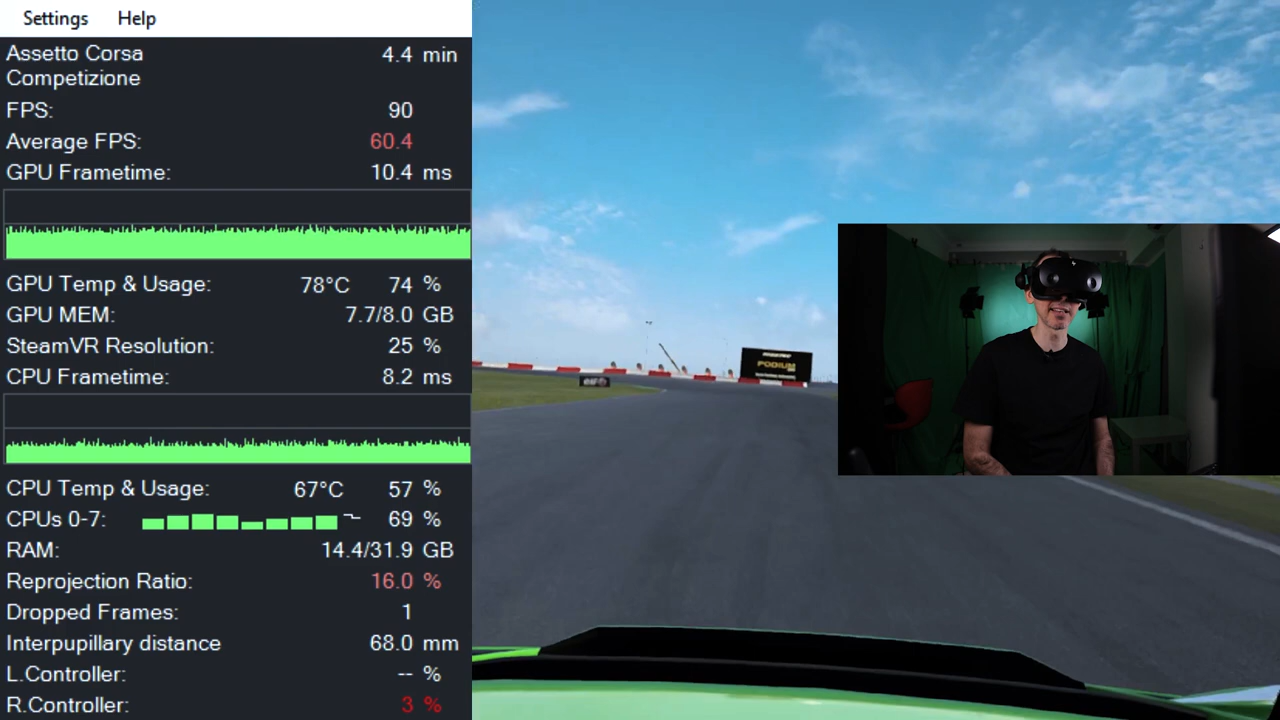 Settings Help
Assetto Corsa 4.4 min
Competizione
FPS: 90
Average FPS: 60.4
GPU Frametime: 10.4 ms
GPU Temp & Usage: 78°C 74 %
GPU MEM: 7.7/8.0 GB
SteamVR Resolution: 25 %
CPU Frametime: 8.2 ms
CPU Temp & Usage: 67°C 57 %
CPUs 0-7: 69 %
RAM: 14.4/31.9 GB
Reprojection Ratio: 16.0 %
Dropped Frames: 1
Interpupillary distance 68.0 mm
L.Controller: -- %
R.Controller: 3 %
PODIUM